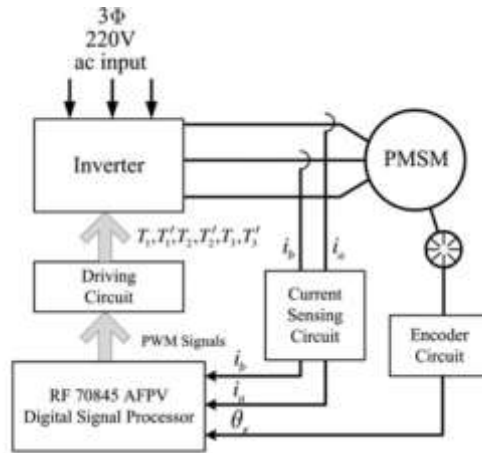 3Φ
220V
ac input
Inverter
PMSM
T₁,T₁′T₂,T₂′,T₃,T₃′
i_b
i_a
Driving
Circuit
Current
Sensing
Circuit
Encoder
Circuit
PWM Signals
RF 70845 AFPV
Digital Signal Processor
i_b
i_a
θ_r